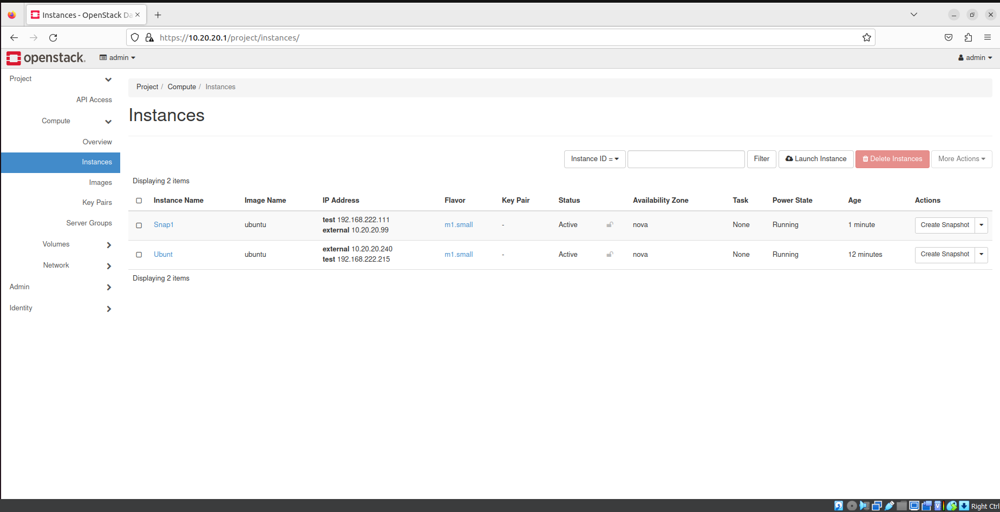 Instances - OpenStack Da
https://10.20.20.1/project/instances/
openstack. admin admin
Project
API Access
Compute
Overview
Instances
Images
Key Pairs
Server Groups
Volumes
Network
Admin
Identity
Project / Compute / Instances
Instances
Instance ID = Filter Launch Instance Delete Instances More Actions
Displaying 2 items
Instance Name Image Name IP Address Flavor Key Pair Status Availability Zone Task Power State Age Actions
Snap1 ubuntu test 192.168.222.111 m1.small - Active nova None Running 1 minute Create Snapshot
external 10.20.20.99
Ubunt ubuntu external 10.20.20.240 m1.small - Active nova None Running 12 minutes Create Snapshot
test 192.168.222.215
Displaying 2 items
Right Ctrl